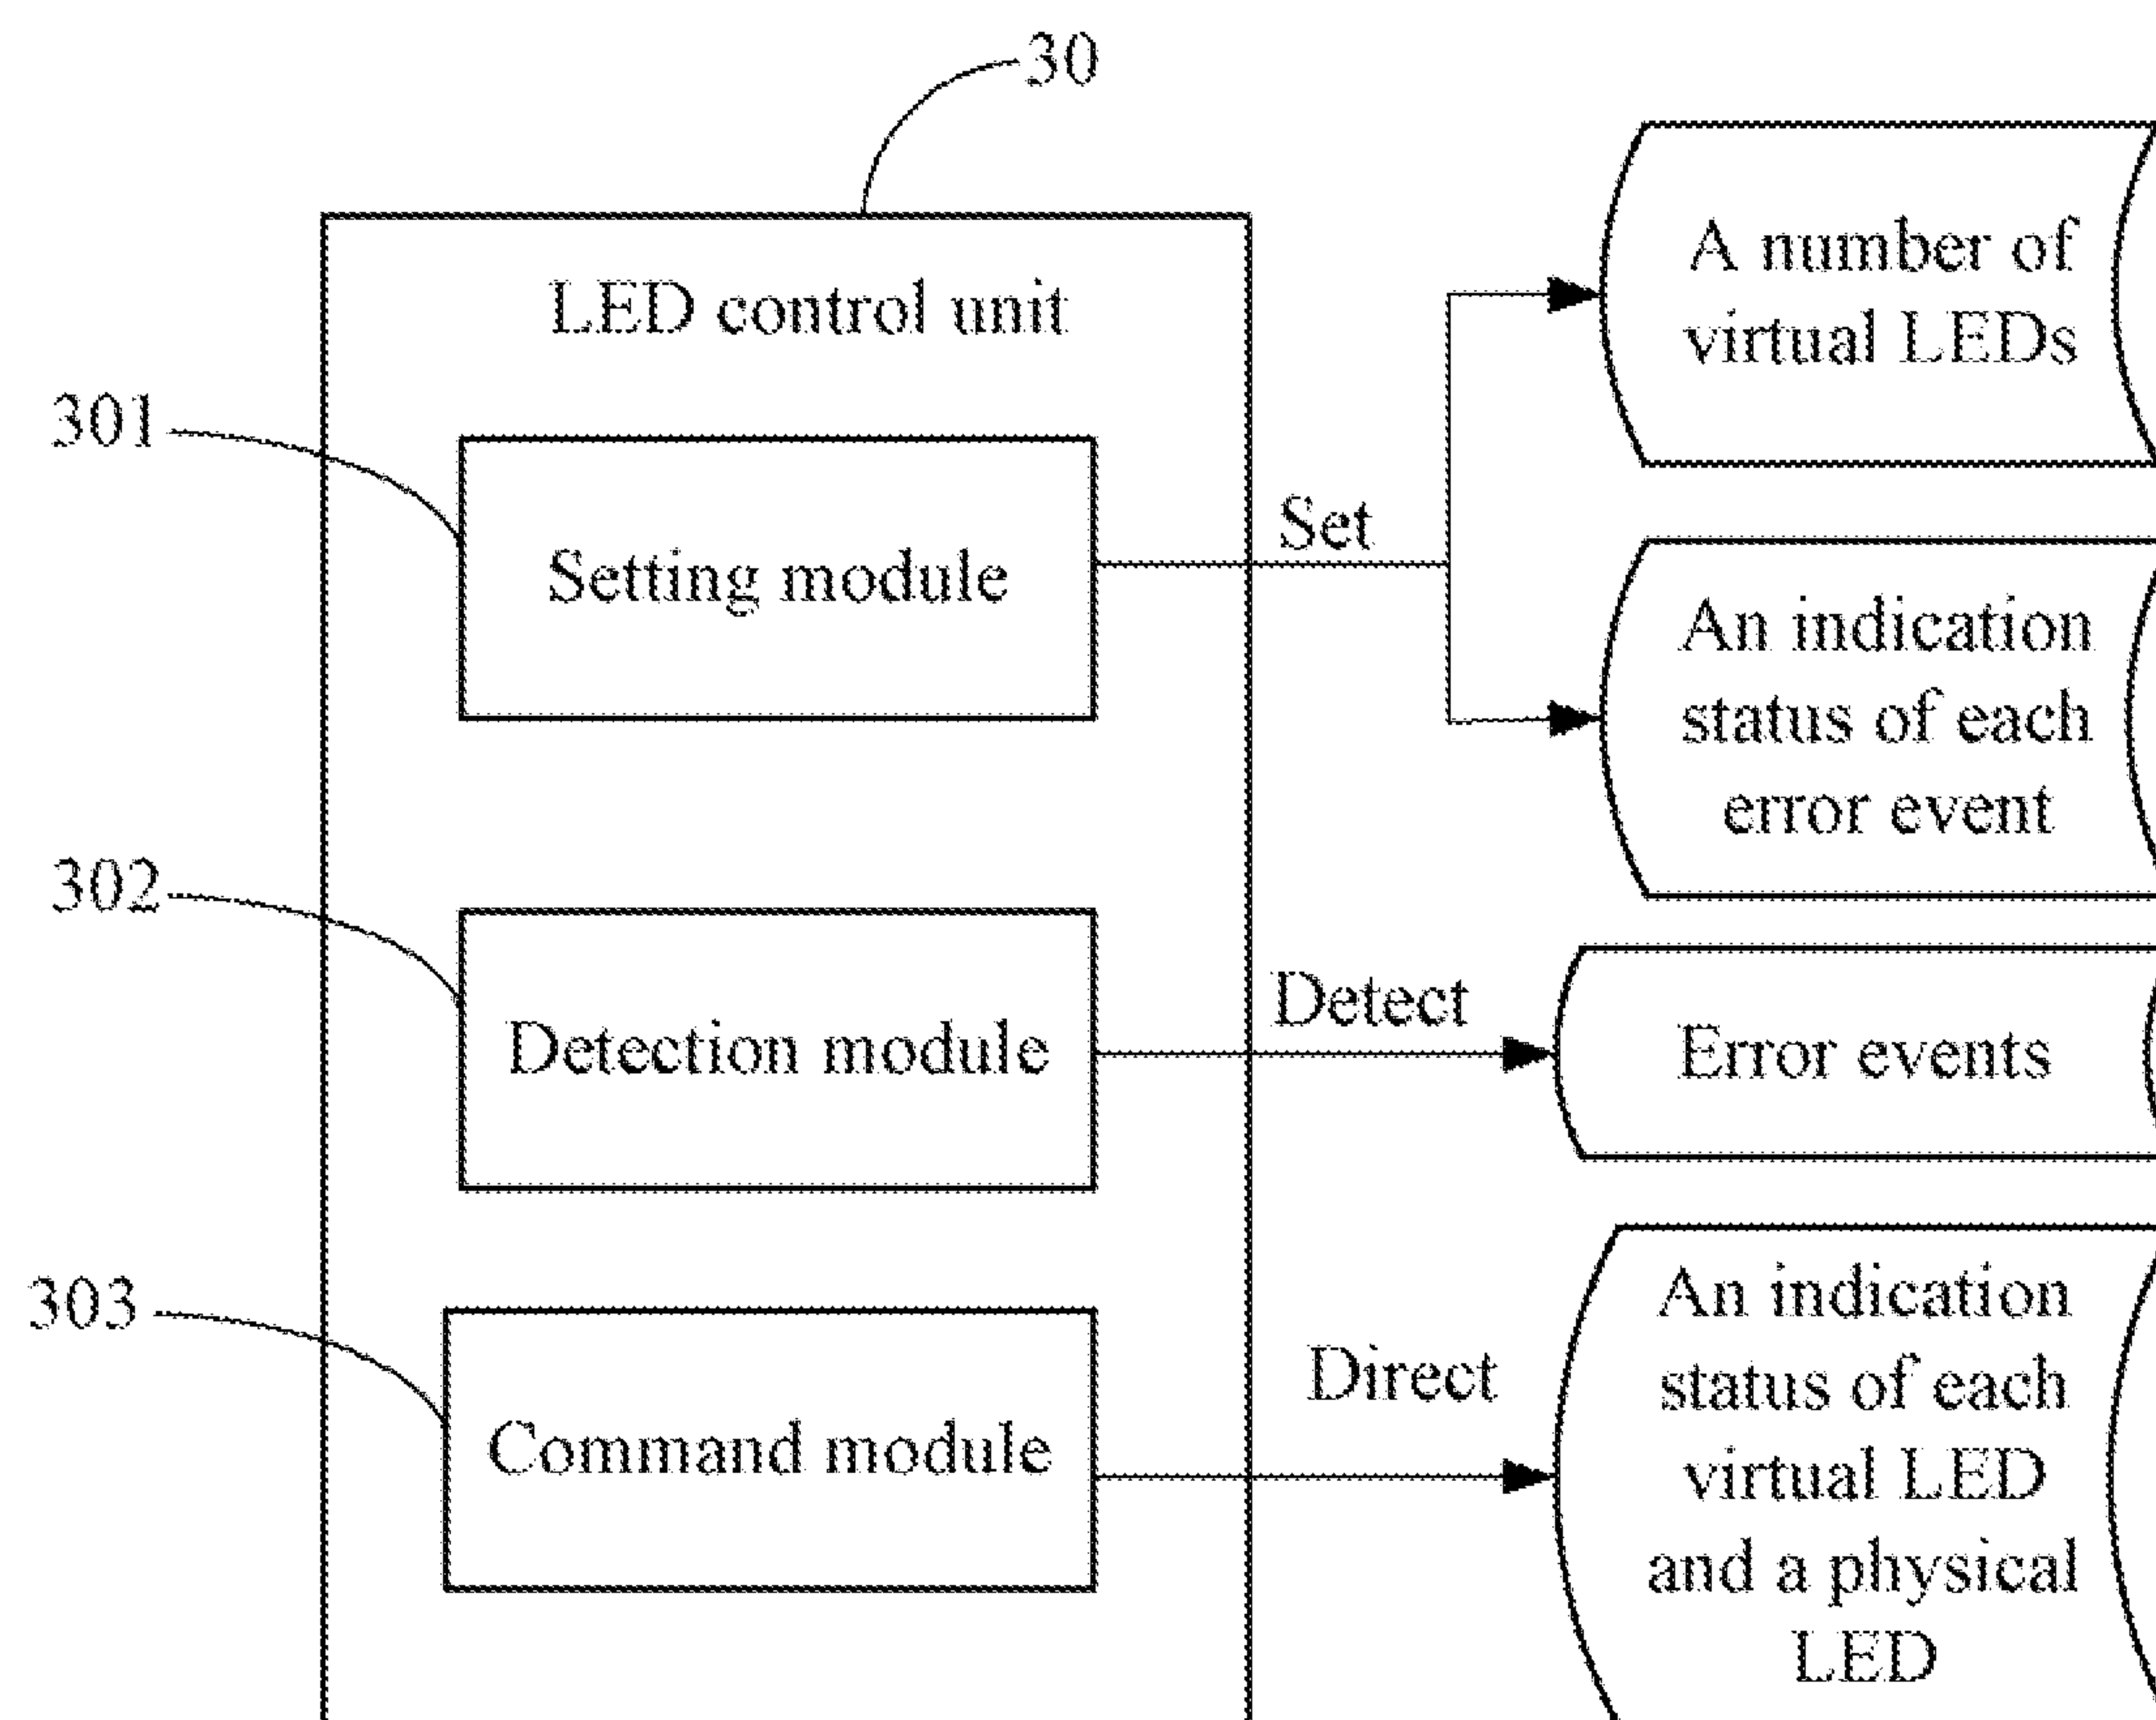 30
LED control unit
301
Setting module
Set
A number of
virtual LEDs
An indication
status of each
error event
302
Detection module
Detect
Error events
303
Command module
Direct
An indication
status of each
virtual LED
and a physical
LED